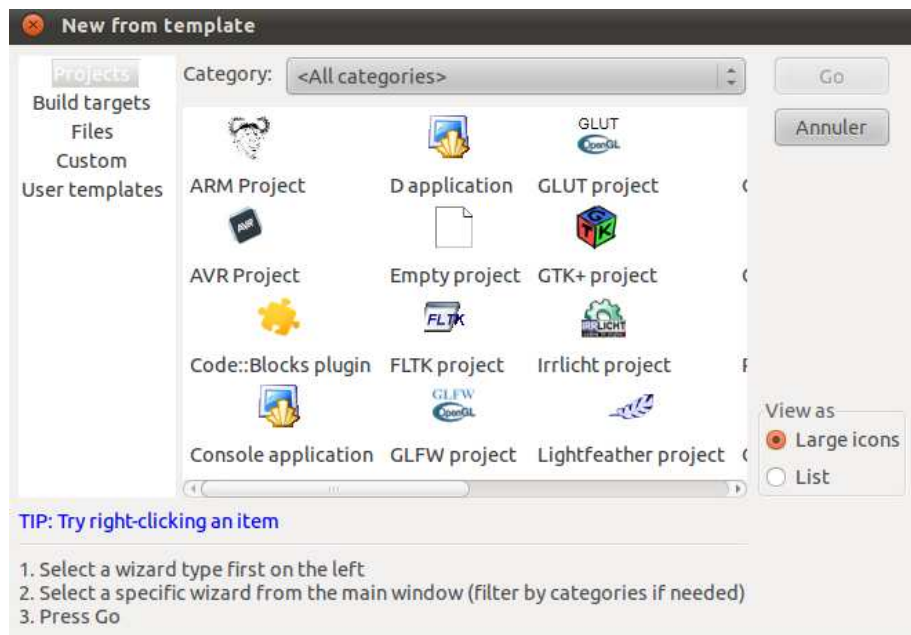 New from template
Projects
Build targets
Files
Custom
User templates
Category: <All categories>
Go
Annuler
GLUT
OpenGL
ARM Project D application GLUT project
AVR
GTK
AVR Project Empty project GTK+ project
FLTK
IRRLICHT
Code::Blocks plugin FLTK project Irrlicht project
GLFW
OpenGL
Console application GLFW project Lightfeather project
View as
Large icons
List
TIP: Try right-clicking an item
1. Select a wizard type first on the left
2. Select a specific wizard from the main window (filter by categories if needed)
3. Press Go